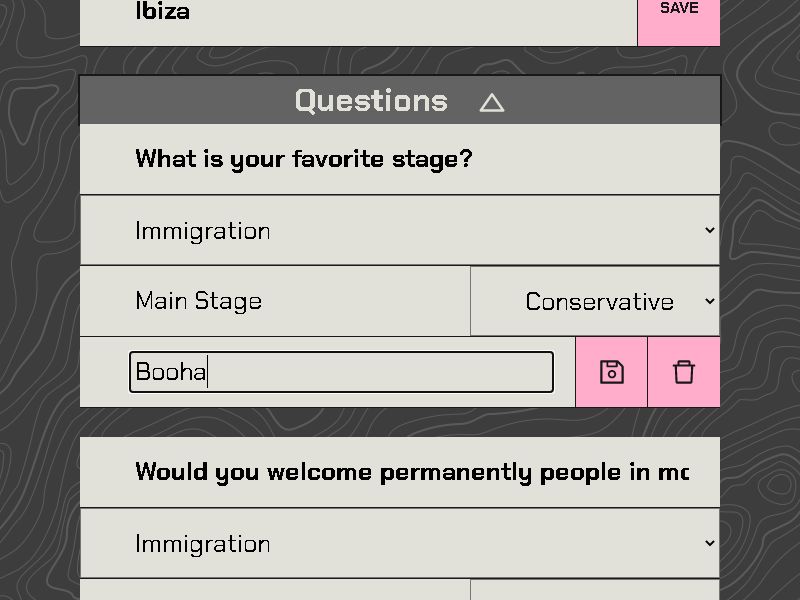 Ibiza
SAVE
Questions
What is your favorite stage?
Immigration
Main Stage
Conservative
Booha
Would you welcome permanently people in
Immigration